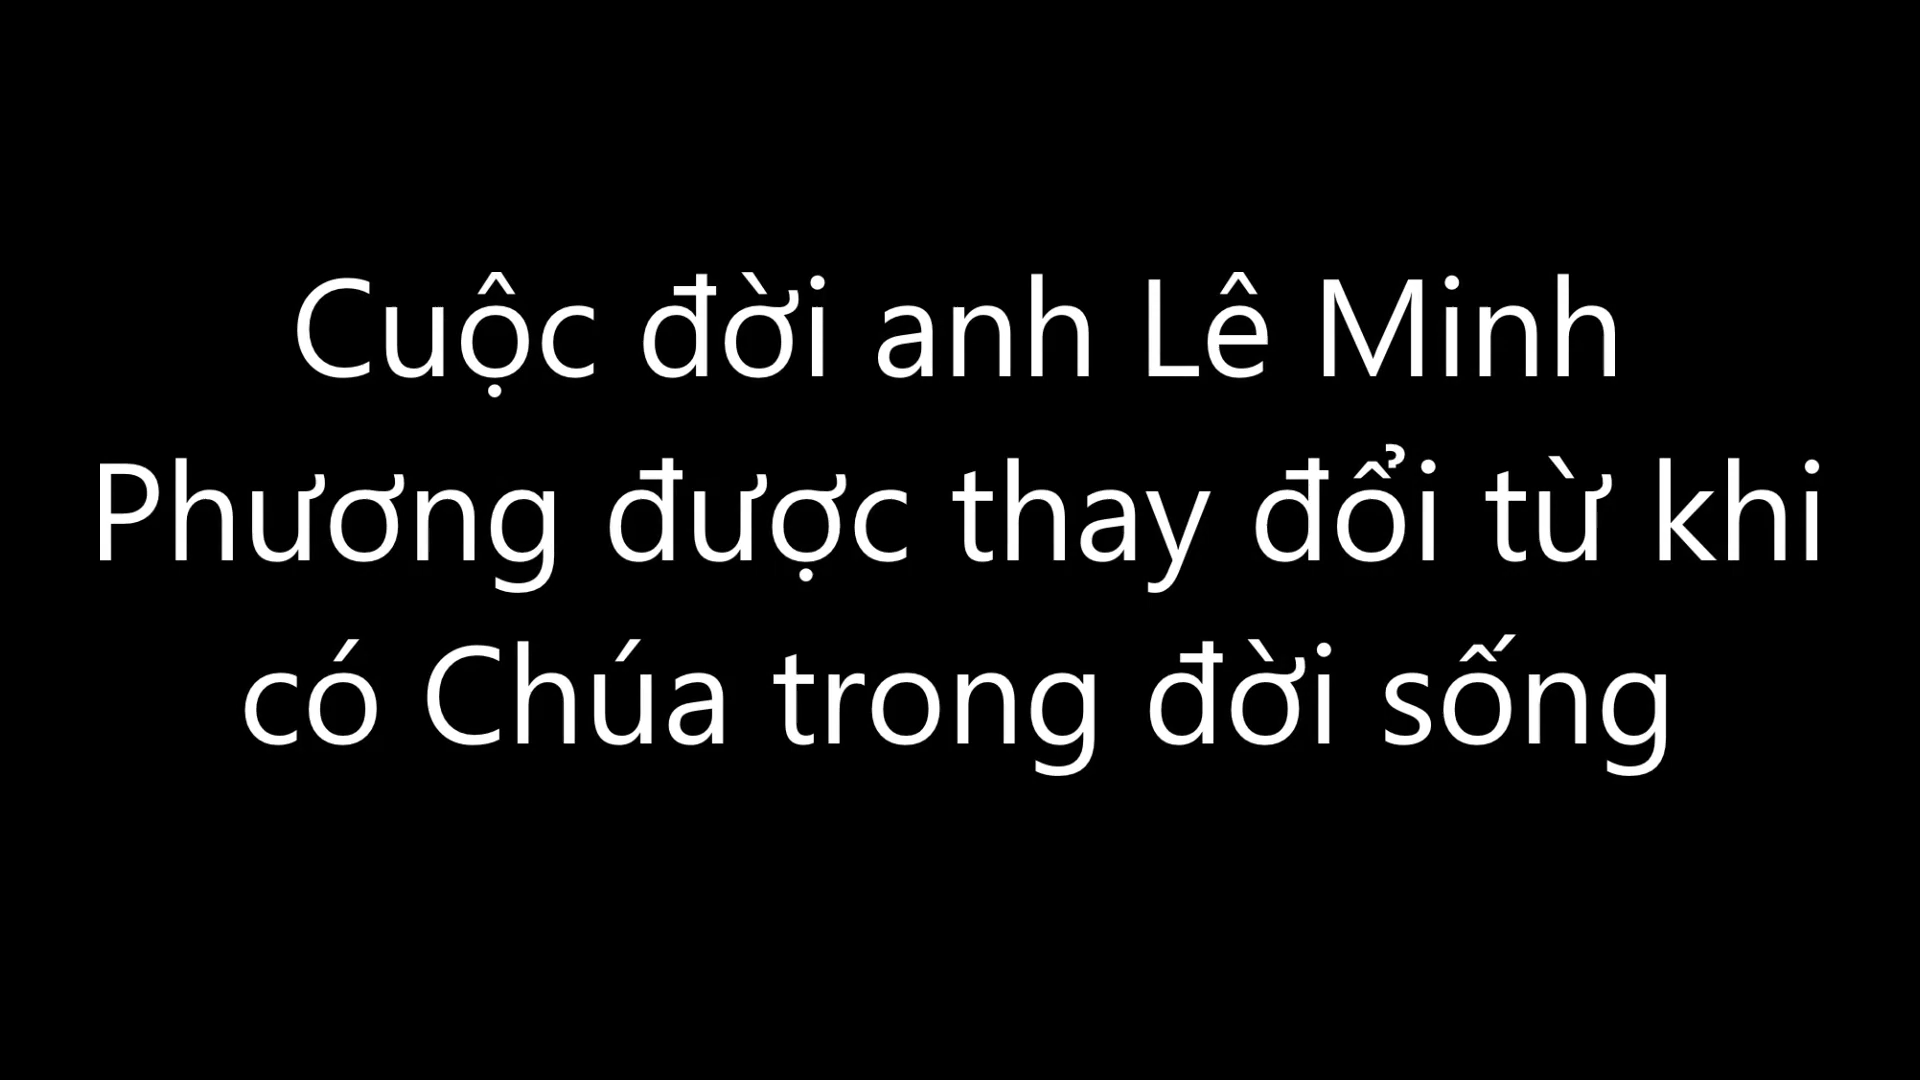 Cuộc đời anh Lê Minh
Phương được thay đổi từ khi
có Chúa trong đời sống